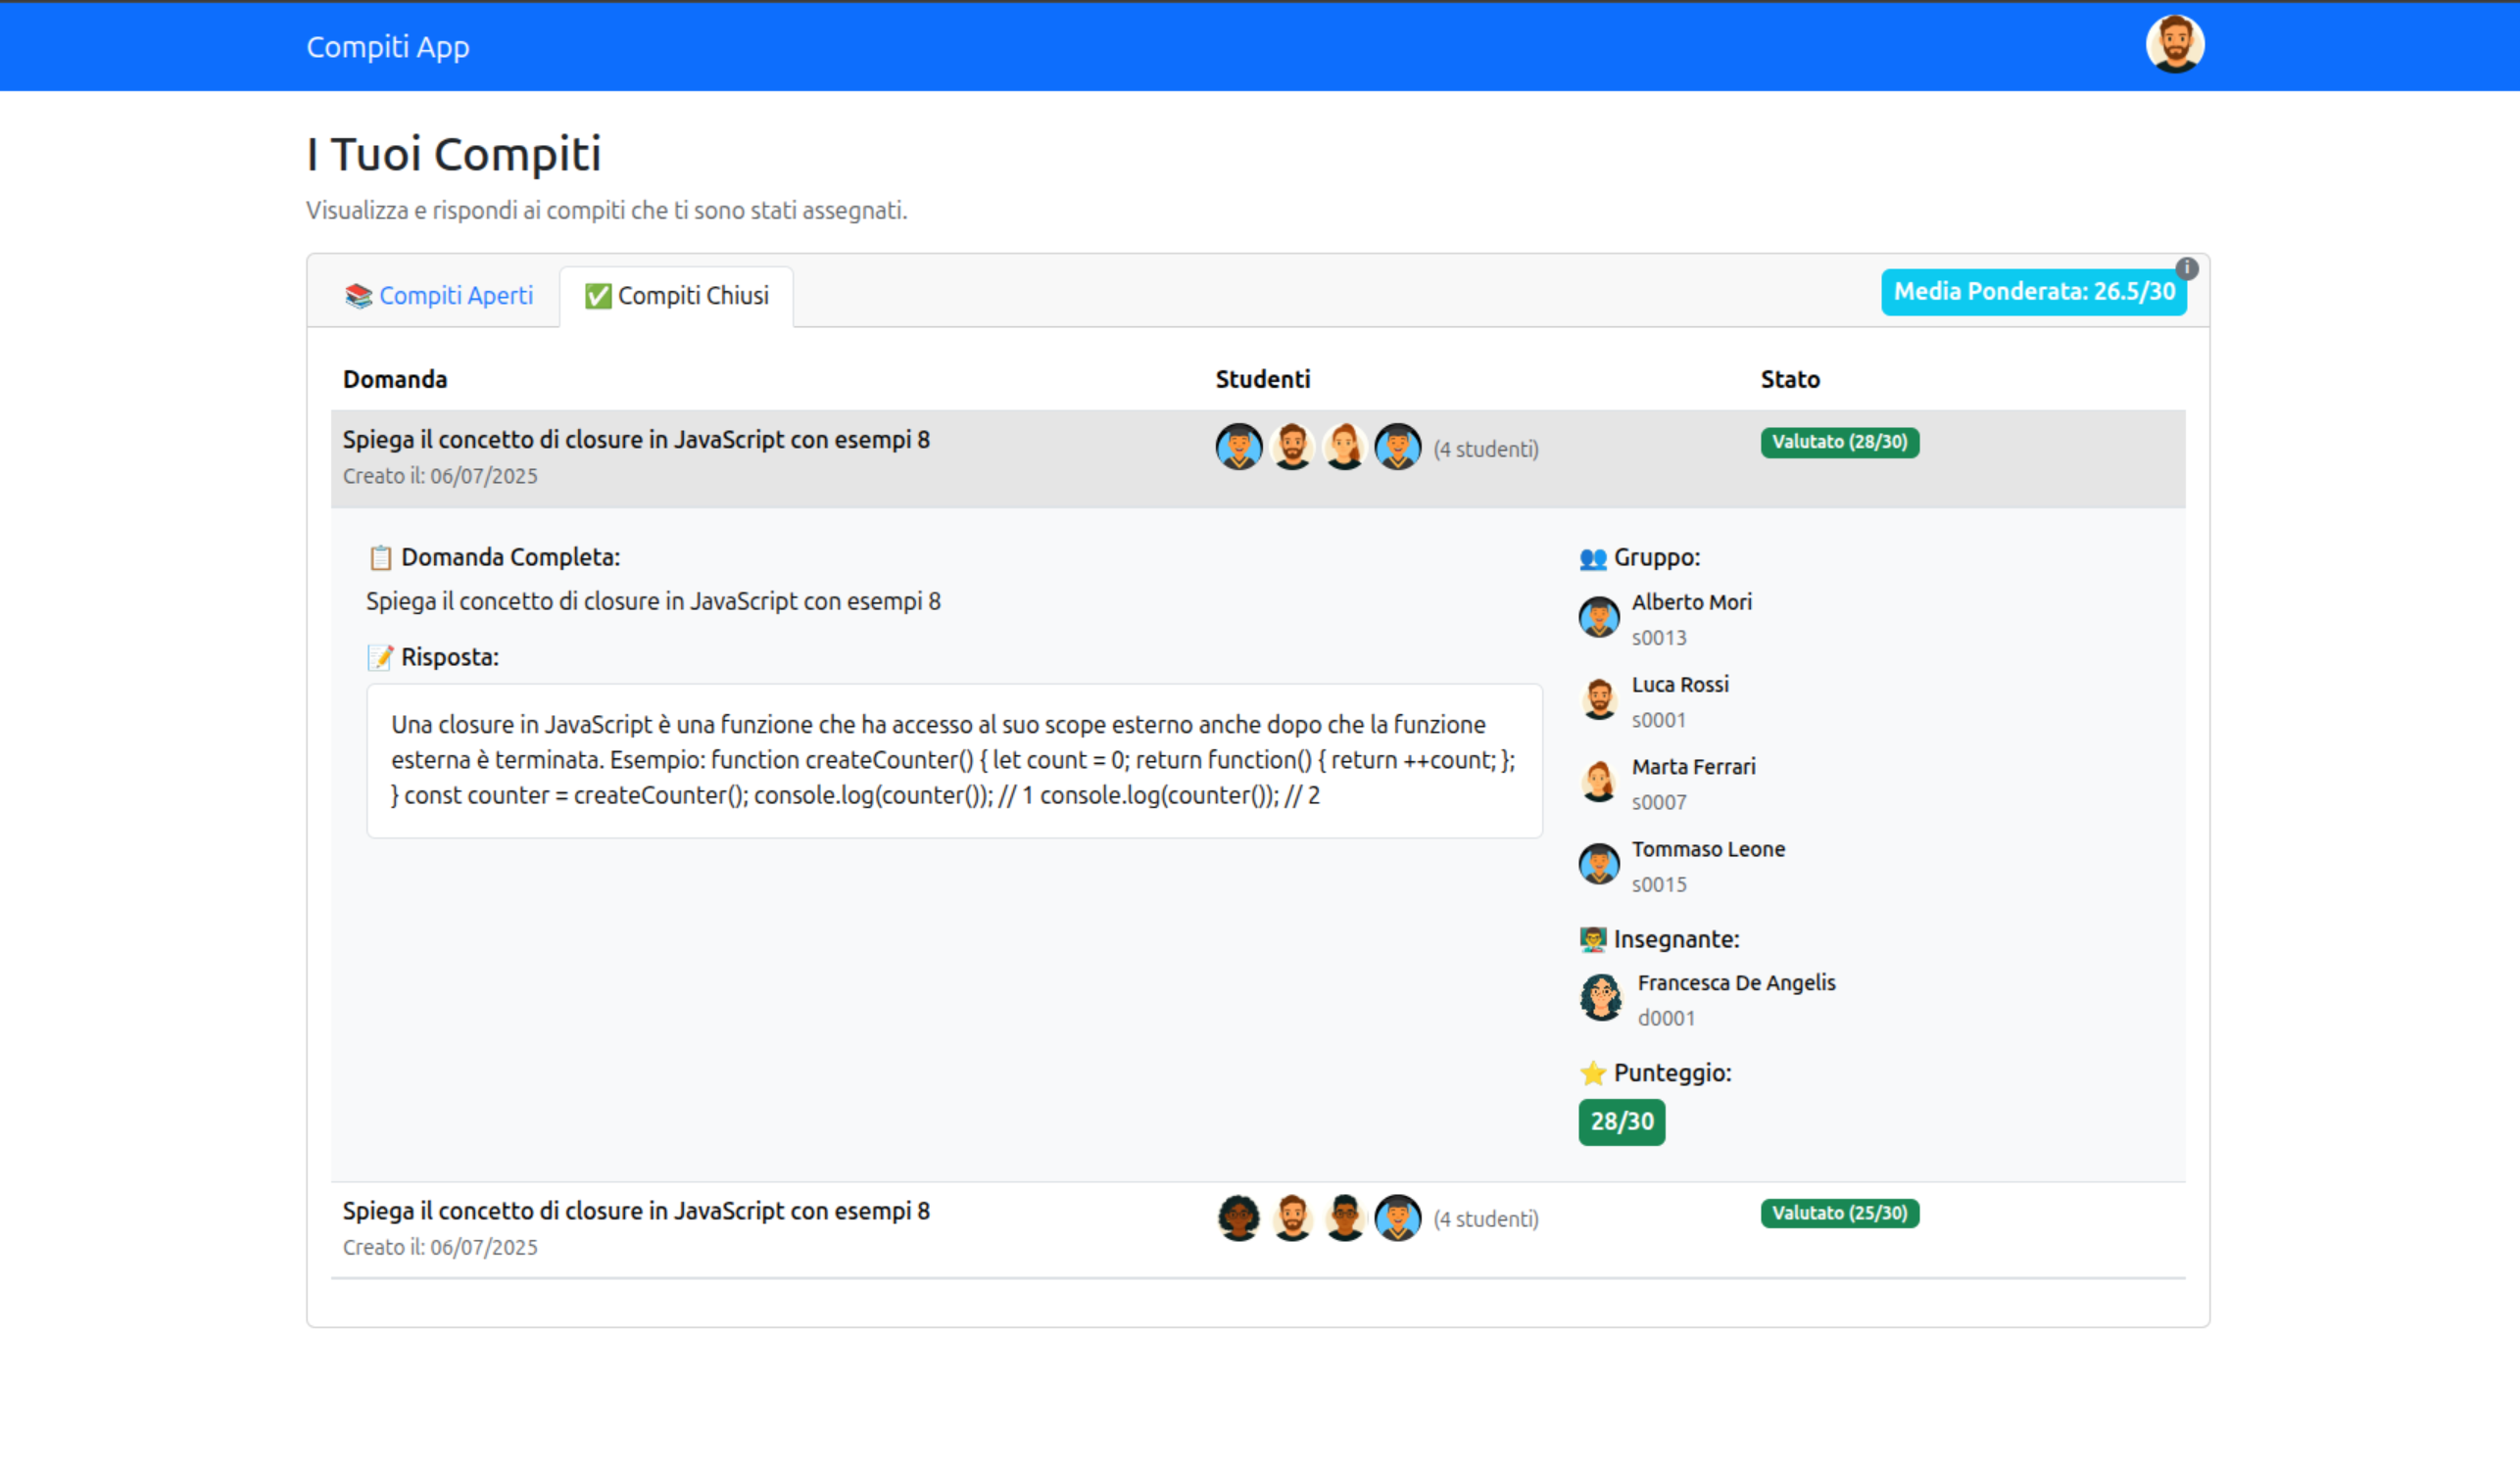 Compiti App
I Tuoi Compiti
Visualizza e rispondi ai compiti che ti sono stati assegnati.
Compiti Aperti
Compiti Chiusi
Media Ponderata: 26.5/30
i
Domanda
Studenti
Stato
Spiega il concetto di closure in JavaScript con esempi 8
Creato il: 06/07/2025
(4 studenti)
Valutato (28/30)
Domanda Completa:
Spiega il concetto di closure in JavaScript con esempi 8
Risposta:
Una closure in JavaScript è una funzione che ha accesso al suo scope esterno anche dopo che la funzione
esterna è terminata. Esempio: function createCounter() { let count = 0; return function() { return ++count; };
} const counter = createCounter(); console.log(counter()); // 1 console.log(counter()); // 2
Gruppo:
Alberto Mori
s0013
Luca Rossi
s0001
Marta Ferrari
s0007
Tommaso Leone
s0015
Insegnante:
Francesca De Angelis
d0001
Punteggio:
28/30
Spiega il concetto di closure in JavaScript con esempi 8
Creato il: 06/07/2025
(4 studenti)
Valutato (25/30)